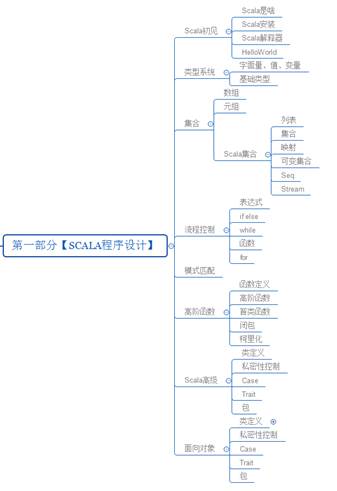 第一部分【SCALA程序设计】
Scala初见
Scala是啥
Scala安装
Scala解释器
HelloWorld
类型系统
字面量、值、变量
基础类型
集合
数组
元组
Scala集合
列表
集合
映射
可变集合
Seq
Stream
流程控制
表达式
if else
while
函数
for
模式匹配
高阶函数
函数定义
高阶函数
首类函数
闭包
柯里化
Scala高级
类定义
私密性控制
Case
Trait
包
面向对象
类定义
私密性控制
Case
Trait
包